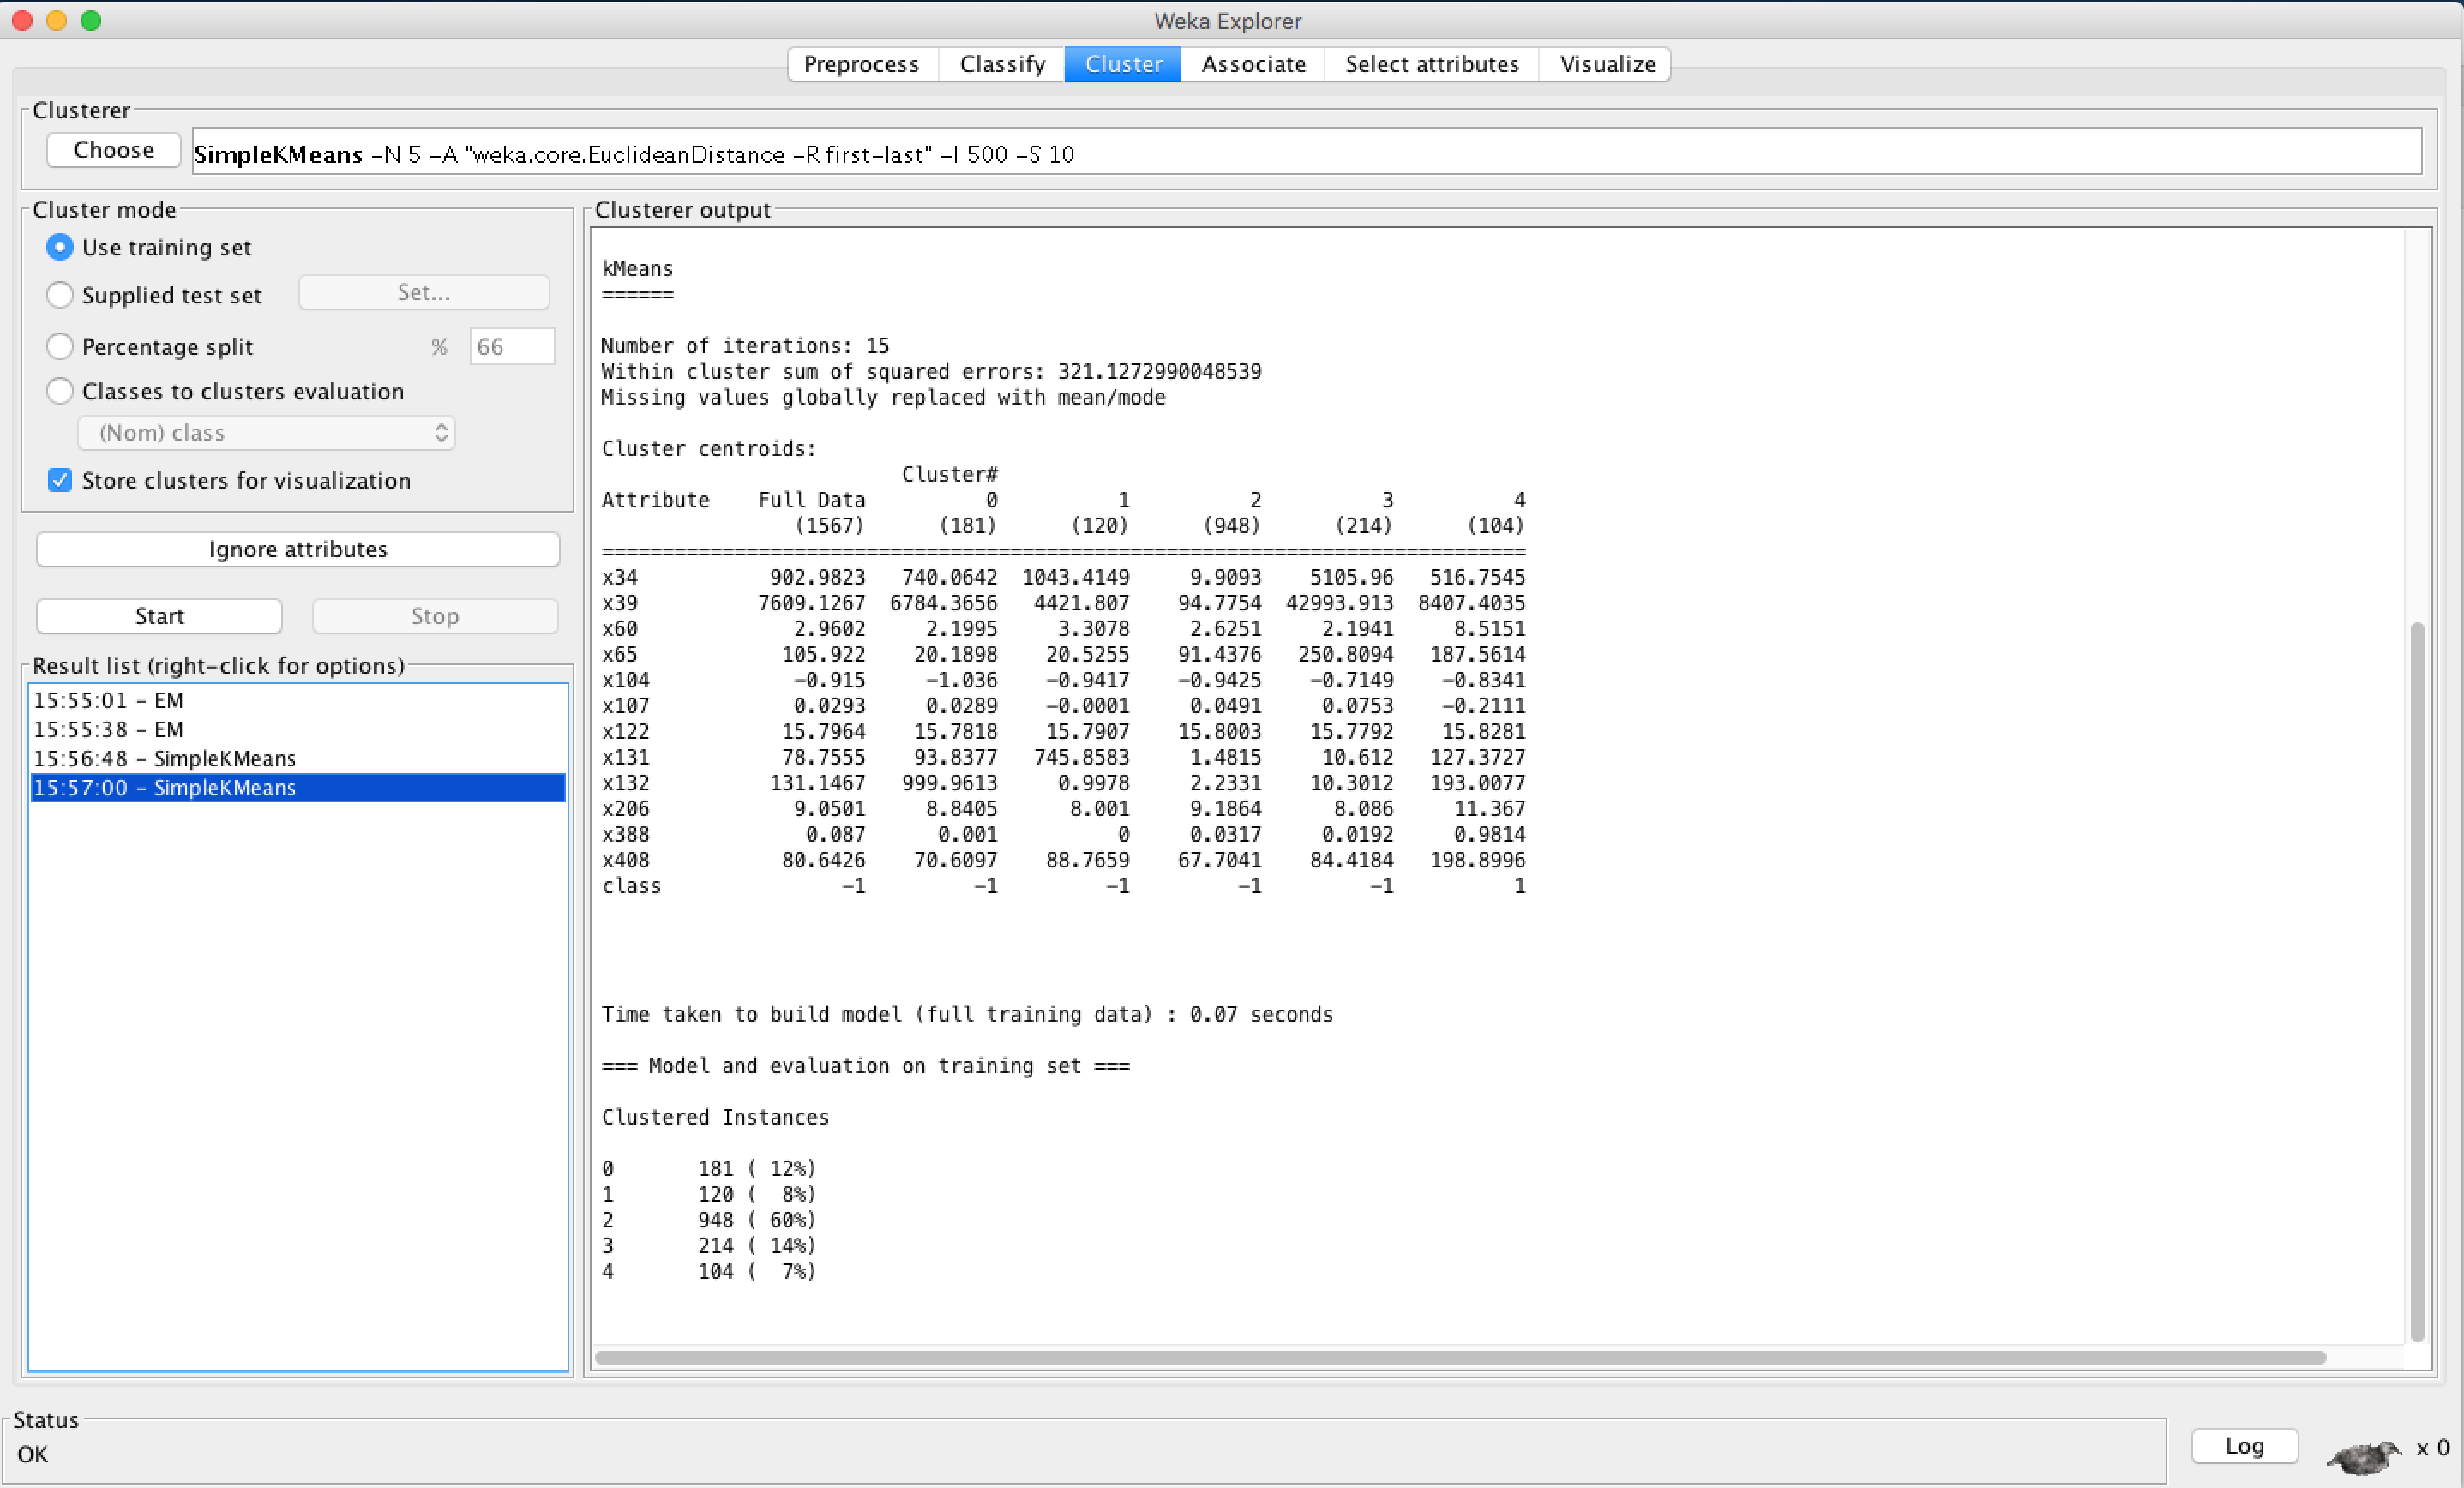 Weka Explorer
Preprocess Classify Cluster Associate Select attributes Visualize
Clusterer
Choose SimpleKMeans -N 5 -A "weka.core.EuclideanDistance -R first-last" -I 500 -S 10
Cluster mode
Use training set
Supplied test set Set...
Percentage split % 66
Classes to clusters evaluation
(Nom) class
Store clusters for visualization
Ignore attributes
Start Stop
Result list (right-click for options)
15:55:01 - EM
15:55:38 - EM
15:56:48 - SimpleKMeans
15:57:00 - SimpleKMeans
Clusterer output
kMeans
======
Number of iterations: 15
Within cluster sum of squared errors: 321.1272990048539
Missing values globally replaced with mean/mode
Cluster centroids:
Cluster#
Attribute Full Data 0 1 2 3 4
(1567) (181) (120) (948) (214) (104)
=============================================================================
x34 902.9823 740.0642 1043.4149 9.9093 5105.96 516.7545
x39 7609.1267 6784.3656 4421.807 94.7754 42993.913 8407.4035
x60 2.9602 2.1995 3.3078 2.6251 2.1941 8.5151
x65 105.922 20.1898 20.5255 91.4376 250.8094 187.5614
x104 -0.915 -1.036 -0.9417 -0.9425 -0.7149 -0.8341
x107 0.0293 0.0289 -0.0001 0.0491 0.0753 -0.2111
x122 15.7964 15.7818 15.7907 15.8003 15.7792 15.8281
x131 78.7555 93.8377 745.8583 1.4815 10.612 127.3727
x132 131.1467 999.9613 0.9978 2.2331 10.3012 193.0077
x206 9.0501 8.8405 8.001 9.1864 8.086 11.367
x388 0.087 0.001 0 0.0317 0.0192 0.9814
x408 80.6426 70.6097 88.7659 67.7041 84.4184 198.8996
class -1 -1 -1 -1 -1 1
Time taken to build model (full training data) : 0.07 seconds
=== Model and evaluation on training set ===
Clustered Instances
0 181 ( 12%)
1 120 ( 8%)
2 948 ( 60%)
3 214 ( 14%)
4 104 ( 7%)
Status
OK
Log x 0